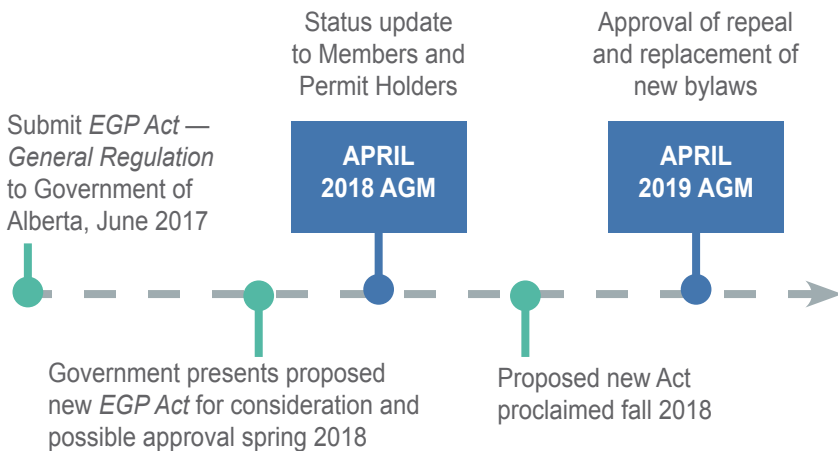 Submit EGP Act —
General Regulation
to Government of
Alberta, June 2017
Government presents proposed
new EGP Act for consideration and
possible approval spring 2018
Status update
to Members and
Permit Holders
APRIL
2018 AGM
Proposed new Act
proclaimed fall 2018
Approval of repeal
and replacement of
new bylaws
APRIL
2019 AGM